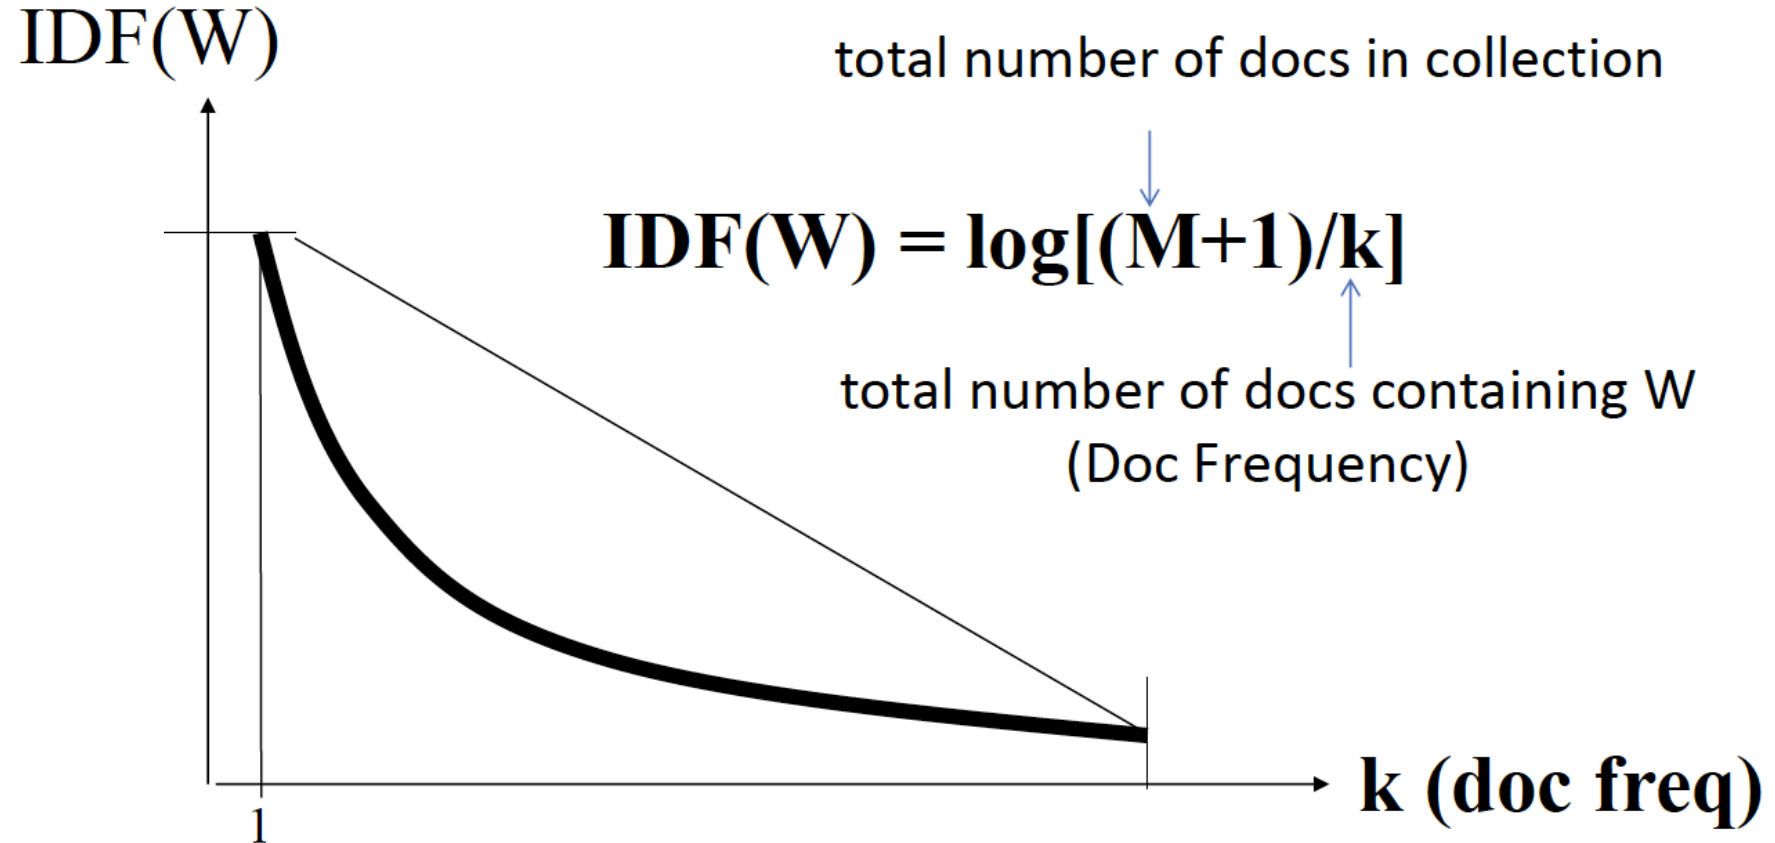 IDF(W)
total number of docs in collection
IDF(W) = log[(M+1)/k]
total number of docs containing W
(Doc Frequency)
k (doc freq)
1